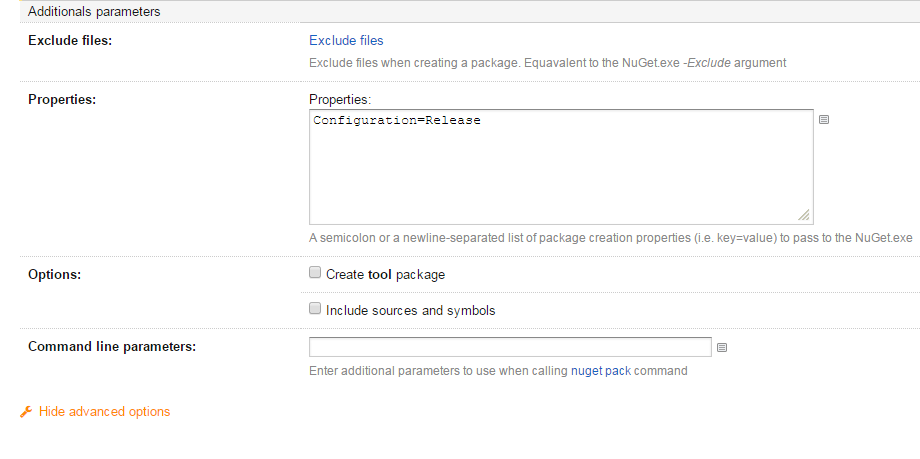 Additionals parameters
Exclude files:
Exclude files
Exclude files when creating a package. Equavalent to the NuGet.exe -Exclude argument
Properties:
Properties:
Configuration=Release
A semicolon or a newline-separated list of package creation properties (i.e. key=value) to pass to the NuGet.exe
Options:
Create tool package
Include sources and symbols
Command line parameters:
Enter additional parameters to use when calling nuget pack command
Hide advanced options